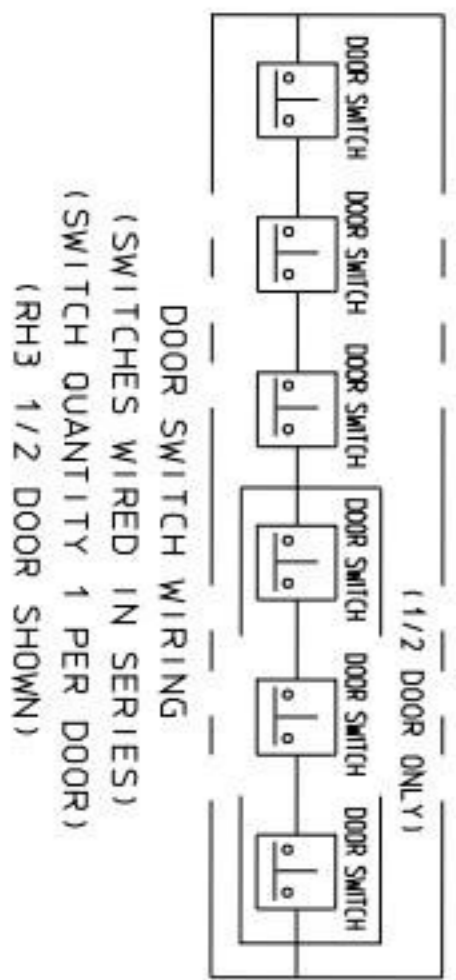 DOOR SWITCH
DOOR SWITCH
DOOR SWITCH
DOOR SWITCH
DOOR SWITCH
DOOR SWITCH
(1/2 DOOR ONLY)
DOOR SWITCH WIRING
(SWITCHES WIRED IN SERIES)
(SWITCH QUANTITY 1 PER DOOR)
(RH3 1/2 DOOR SHOWN)